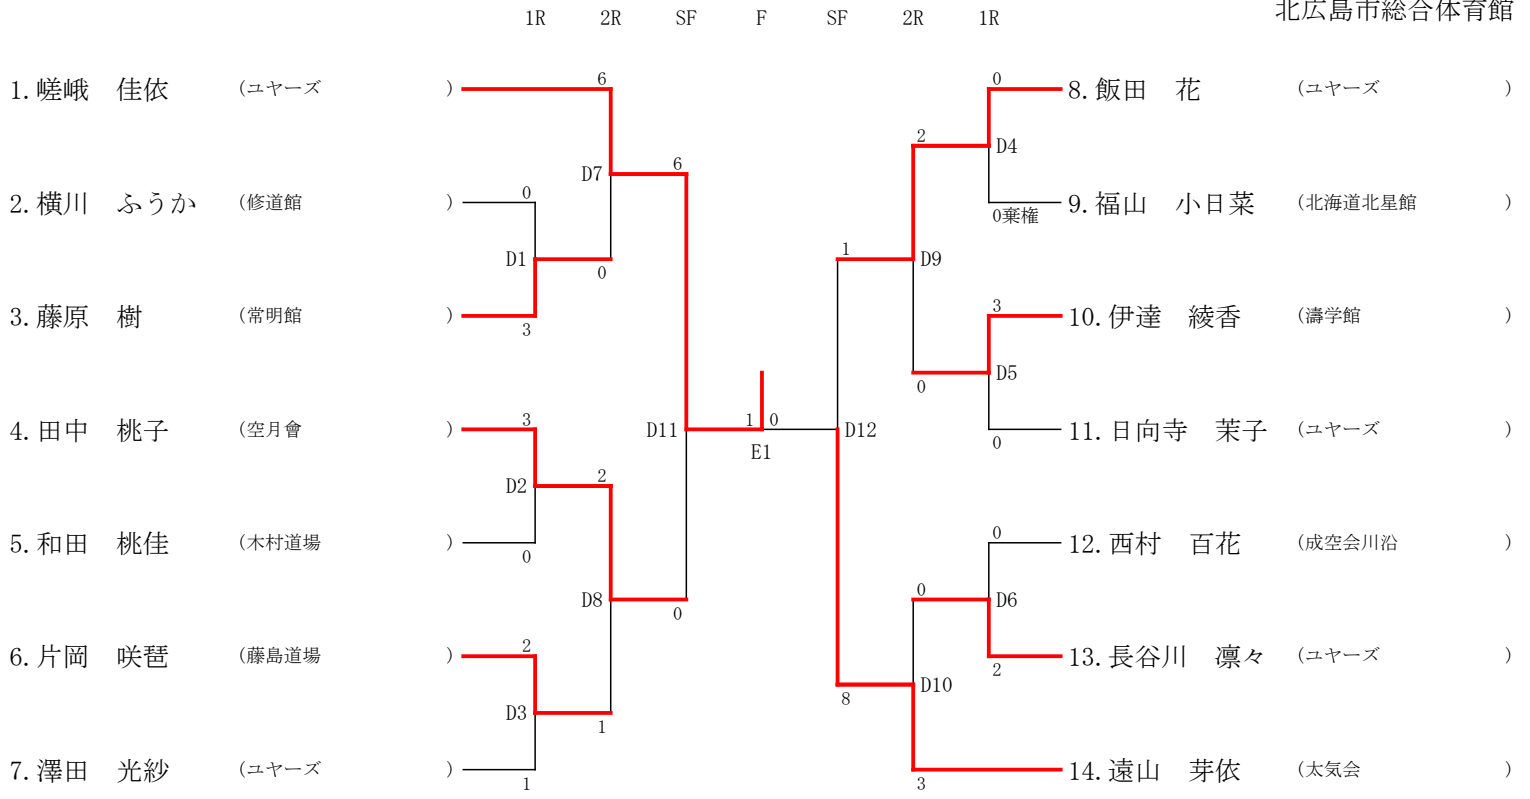 北広島市総合体育館
1R 2R SF F SF 2R 1R
6 0
1.嵯峨 佳依 (ユヤーズ ) 8.飯田 花 (ユヤーズ )
2 D4
6
D7
0
2.横川 ふうか (修道館 ) 9.福山 小日菜 (北海道北星館 )
0棄権
1
D1 D9
0
3
3.藤原 樹 (常明館 ) 10.伊達 綾香 (濤学館 )
3
D5
0
3 1 0
4.田中 桃子 (空月會 ) D11 D12 11.日向寺 茉子 (ユヤーズ )
0
E1
2
D2
0
5.和田 桃佳 (木村道場 ) 12.西村 百花 (成空会川沿 )
0
0
D8 D6
0
2
6.片岡 咲琶 (藤島道場 ) 13.長谷川 凛々 (ユヤーズ )
2
D10
8
D3
1
7.澤田 光紗 (ユヤーズ ) 14.遠山 芽依 (太気会 )
1 3